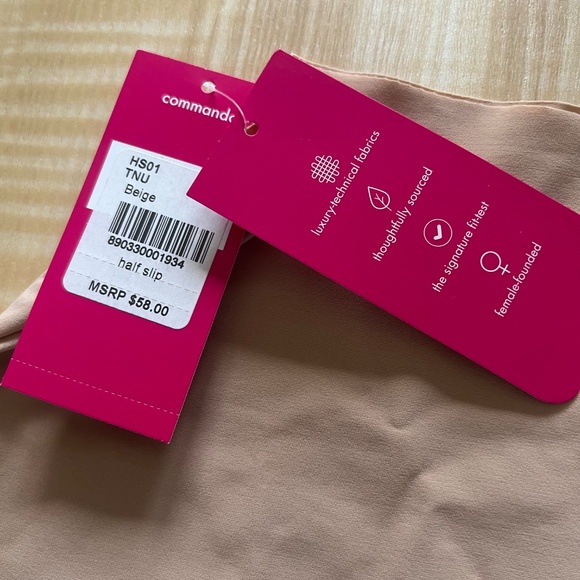 commando
HS01
TNU
Beige
890330001934
half slip
MSRP $58.00
luxury-technical fabrics
thoughtfully sourced
the signature fit-test
female-founded